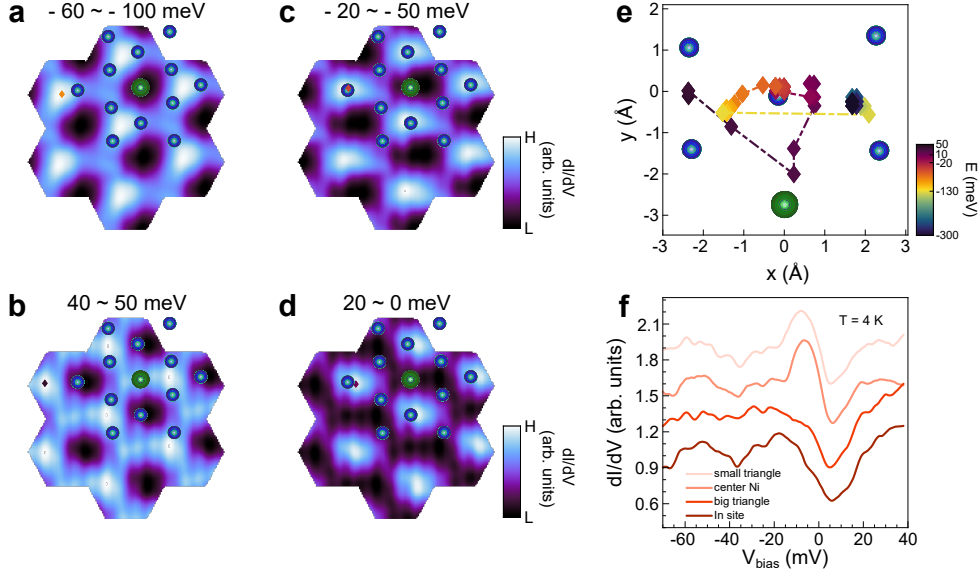 a
- 60 ~ - 100 meV
c
- 20 ~ - 50 meV
H
dI/dV
(arb. units)
L
b
40 ~ 50 meV
d
20 ~ 0 meV
H
dI/dV
(arb. units)
L
e
2
1
0
-1
-2
-3
y (Å)
-3
-2
-1
0
1
2
3
x (Å)
50
10
-20
-130
-300
E (meV)
f
T = 4 K
2.1
1.8
1.5
1.2
0.9
0.6
dI/dV (arb. units)
small triangle
center Ni
big triangle
In site
-60
-40
-20
0
20
40
Vbias (mV)